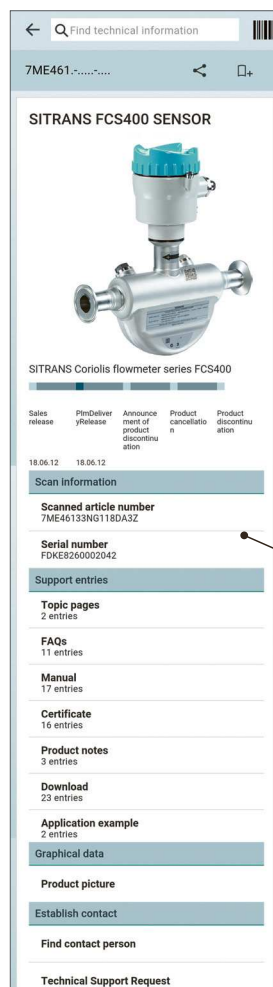 Find technical information
7ME461.-.....-....
SITRANS FCS400 SENSOR
SITRANS Coriolis flowmeter series FCS400
Sales
release
PlmDeliver
yRelease
Announce
ment of
product
discontinu
ation
Product
cancellatio
n
Product
discontinu
ation
18.06.12
18.06.12
Scan information
Scanned article number
7ME46133NG118DA3Z
Serial number
FDKE8260002042
Support entries
Topic pages
2 entries
FAQs
11 entries
Manual
17 entries
Certificate
16 entries
Product notes
3 entries
Download
23 entries
Application example
2 entries
Graphical data
Product picture
Establish contact
Find contact person
Technical Support Request